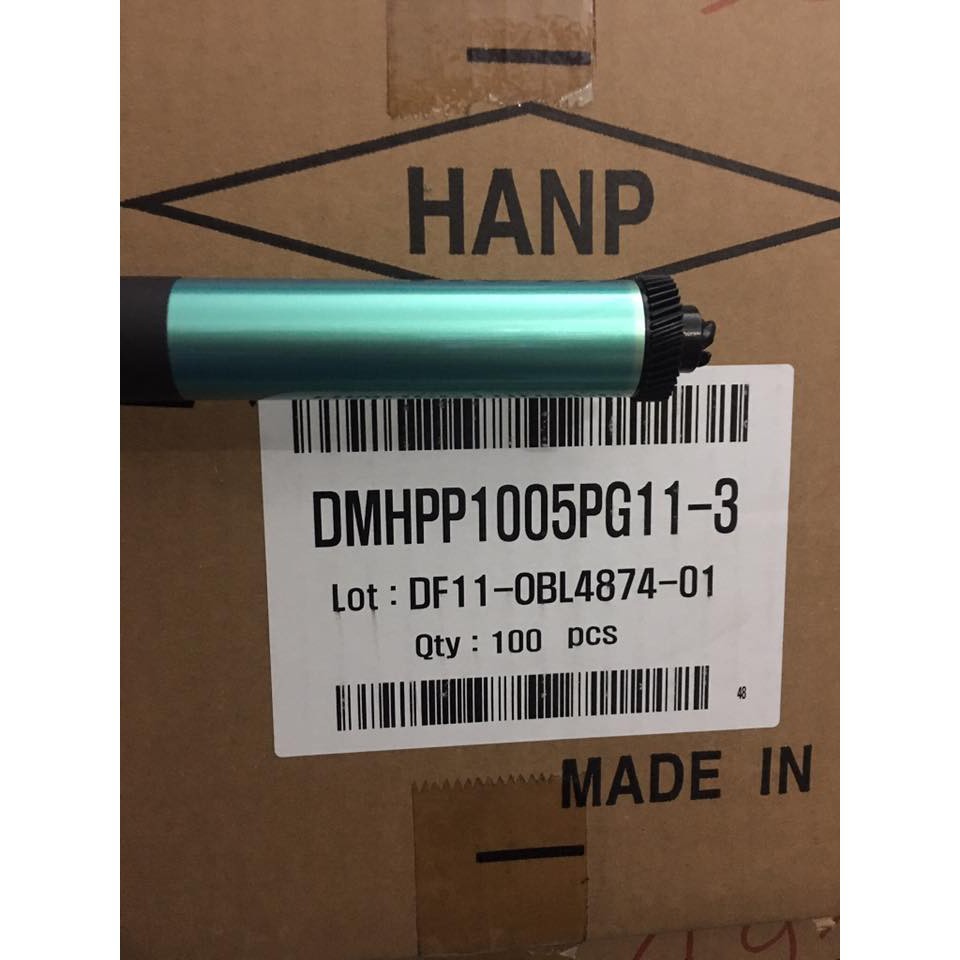 HANP
DMHPP1005PG11-3
Lot : DF11-0BL4874-01
Qty : 100 pcs
48
MADE IN